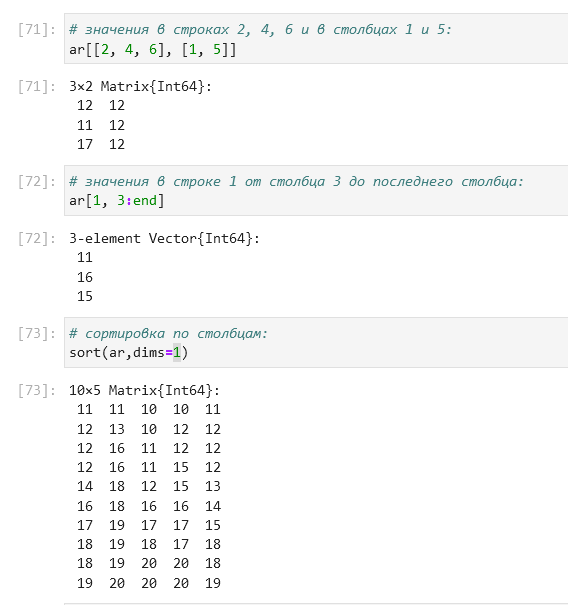 [71]: # значения в строках 2, 4, 6 и в столбцах 1 и 5:
ar[[2, 4, 6], [1, 5]]
[71]: 3×2 Matrix{Int64}:
12  12
11  12
17  12
[72]: # значения в строке 1 от столбца 3 до последнего столбца:
ar[1, 3:end]
[72]: 3-element Vector{Int64}:
11
16
15
[73]: # сортировка по столбцам:
sort(ar,dims=1)
[73]: 10×5 Matrix{Int64}:
11  11  10  10  11
12  13  10  12  12
12  16  11  12  12
12  16  11  15  12
14  18  12  15  13
16  18  16  16  14
17  19  17  17  15
18  19  18  17  18
18  19  20  20  18
19  20  20  20  19